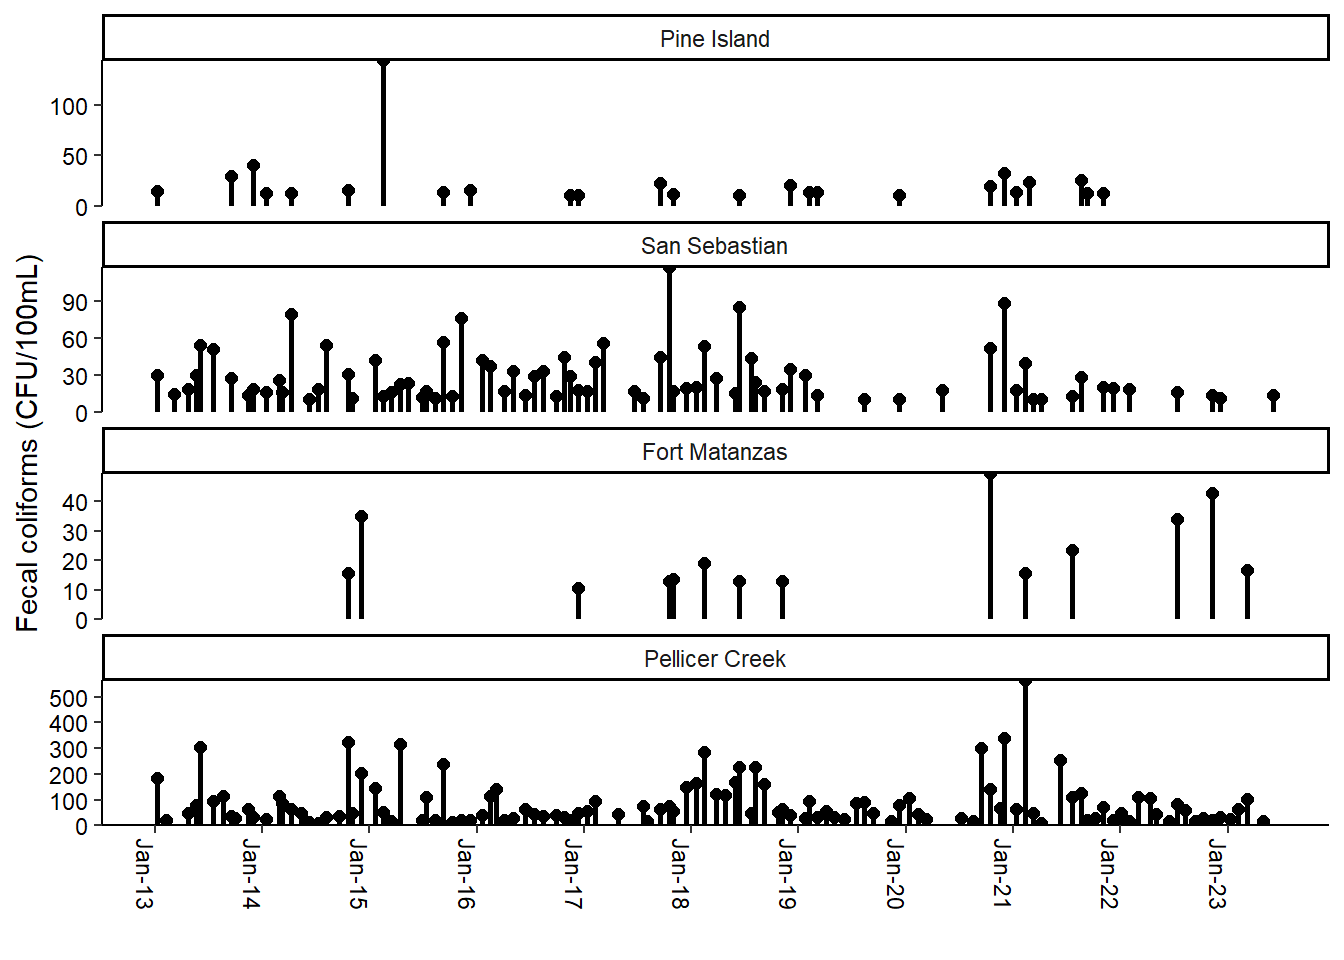 Pine Island
100
50
0
San Sebastian
90
60
30
0
Fort Matanzas
40
30
20
10
0
Pellicer Creek
500
400
300
200
100
0
Fecal coliforms (CFU/100mL)
Jan-13
Jan-14
Jan-15
Jan-16
Jan-17
Jan-18
Jan-19
Jan-20
Jan-21
Jan-22
Jan-23